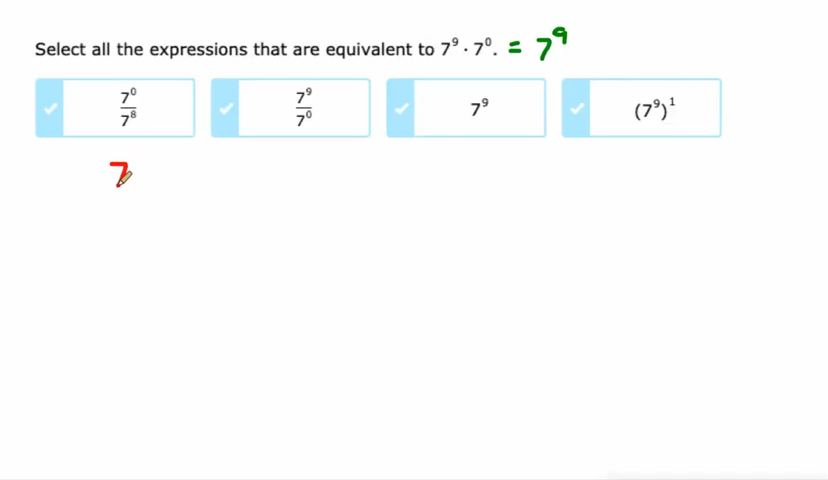 Select all the expressions that are equivalent to 7⁹ · 7⁰. = 7⁹
7⁰/7⁸ 7⁹/7⁰ 7⁹ (7⁹)¹
7